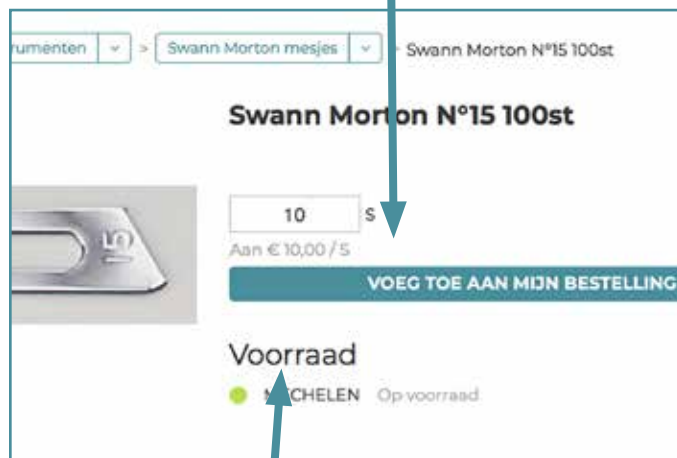 rumenten > Swann Morton mesjes > Swann Morton N°15 100st
Swann Morton N°15 100st
15
10 S
Aan € 10,00 / S
VOEG TOE AAN MIJN BESTELLING
Voorraad
MECHELEN Op voorraad